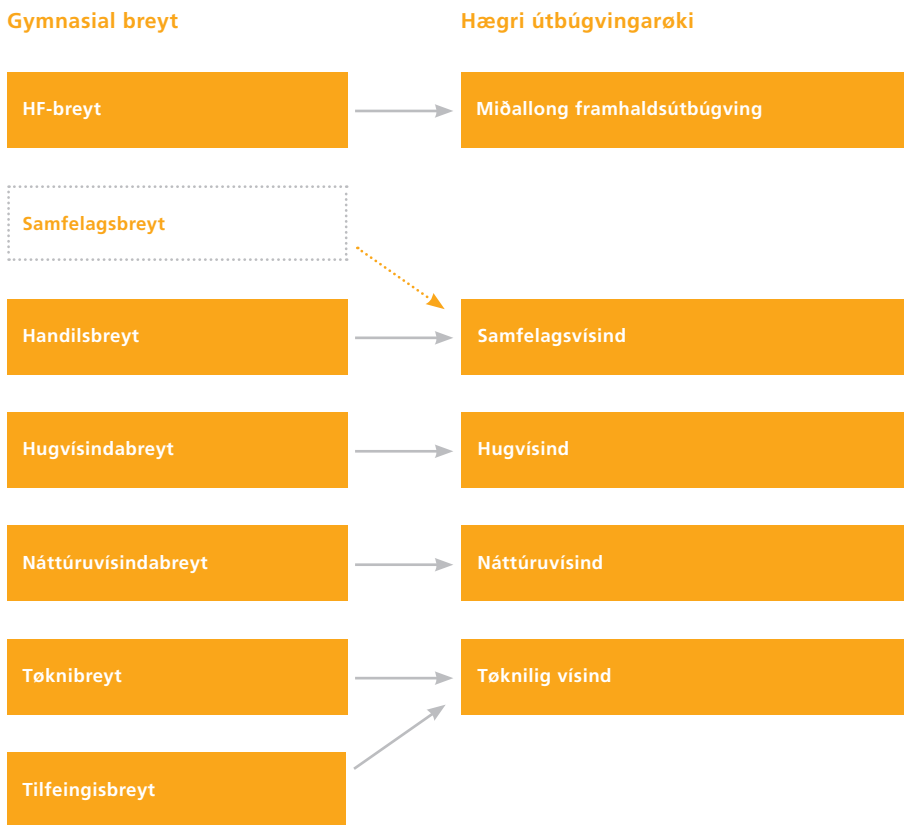 Gymnasial breyt
Hægri útbúgvingarøki
HF-breyt
Miðallong framhaldsútbúgving
Samfelagsbreyt
Handilsbreyt
Samfelagsvísind
Hugvísindabreyt
Hugvísind
Náttúruvísindabreyt
Náttúruvísind
Tøknibreyt
Tøknilig vísind
Tilfeingisbreyt